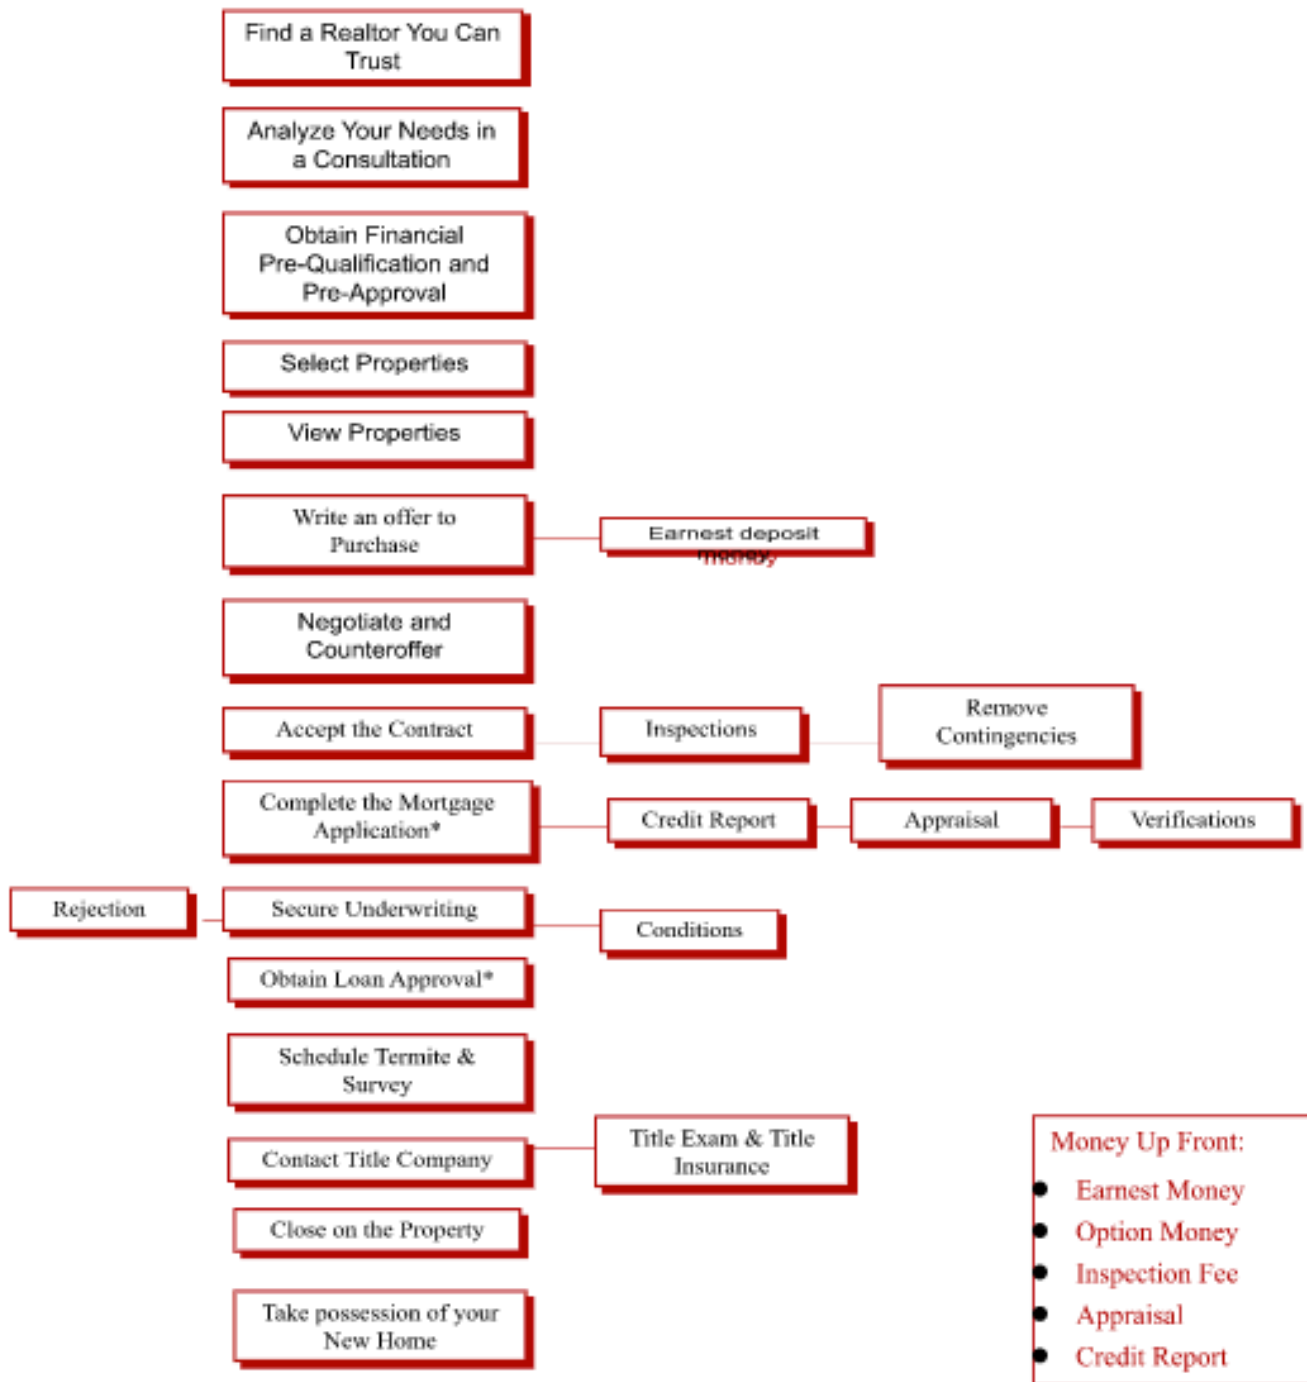 Find a Realtor You Can
Trust
Analyze Your Needs in
a Consultation
Obtain Financial
Pre-Qualification and
Pre-Approval
Select Properties
View Properties
Write an offer to
Purchase
Earnest deposit
money
money
Negotiate and
Counteroffer
Accept the Contract
Inspections
Remove
Contingencies
Complete the Mortgage
Application*
Credit Report
Appraisal
Verifications
Rejection
Secure Underwriting
Conditions
Obtain Loan Approval*
Schedule Termite &
Survey
Contact Title Company
Title Exam & Title
Insurance
Close on the Property
Take possession of your
New Home
Money Up Front:
● Earnest Money
● Option Money
● Inspection Fee
● Appraisal
● Credit Report